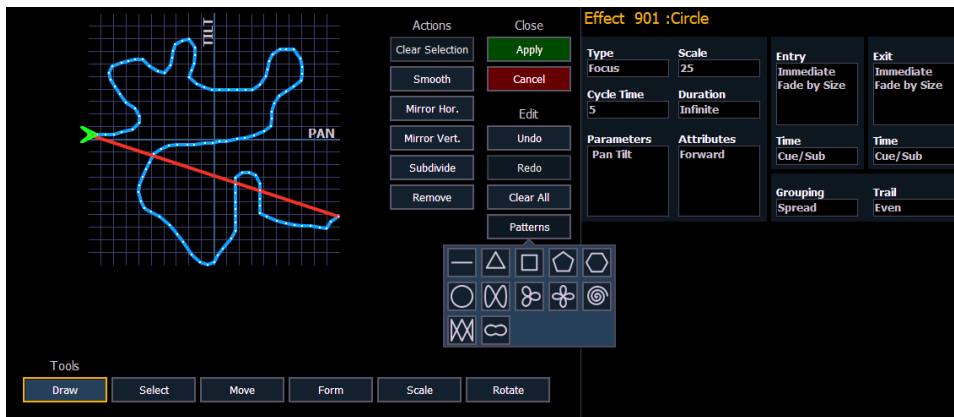 TILT
PAN
Actions
Clear Selection
Smooth
Mirror Hor.
Mirror Vert.
Subdivide
Remove
Close
Apply
Cancel
Edit
Undo
Redo
Clear All
Patterns
Tools
Draw
Select
Move
Form
Scale
Rotate
Effect 901 :Circle
Type
Focus
Scale
25
Cycle Time
5
Duration
Infinite
Parameters
Pan Tilt
Attributes
Forward
Entry
Immediate
Fade by Size
Exit
Immediate
Fade by Size
Time
Cue/Sub
Time
Cue/Sub
Grouping
Spread
Trail
Even